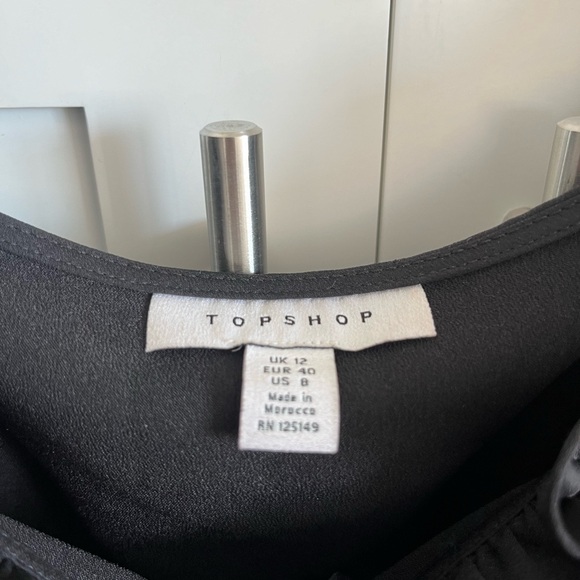 TOPSHOP
UK 12
EUR 40
US 8
Made in
Morocco
RN 125149